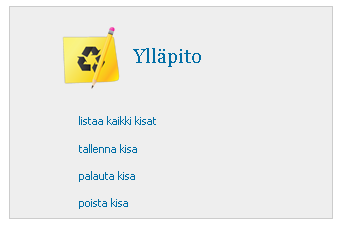 Ylläpito
listaa kaikki kisat
tallenna kisa
palauta kisa
poista kisa